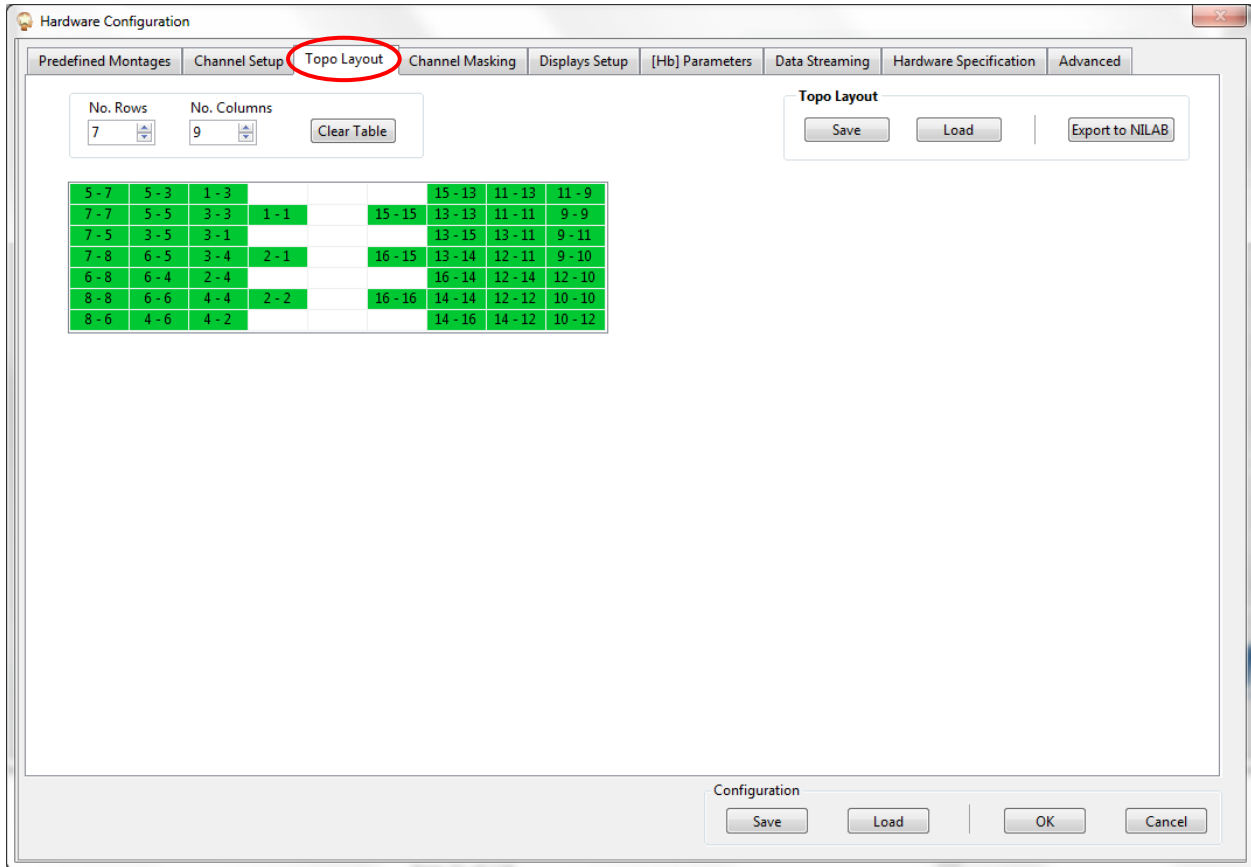 Hardware Configuration
Predefined Montages Channel Setup Topo Layout Channel Masking Displays Setup [Hb] Parameters Data Streaming Hardware Specification Advanced
No. Rows No. Columns
7 9 Clear Table
Topo Layout
Save Load Export to NILAB
5 - 7 5 - 3 1 - 3 15 - 13 11 - 13 11 - 9
7 - 7 5 - 5 3 - 3 1 - 1 15 - 15 13 - 13 11 - 11 9 - 9
7 - 5 3 - 5 3 - 1 13 - 15 13 - 11 9 - 11
7 - 8 6 - 5 3 - 4 2 - 1 16 - 15 13 - 14 12 - 11 9 - 10
6 - 8 6 - 4 2 - 4 16 - 14 12 - 14 12 - 10
8 - 8 6 - 6 4 - 4 2 - 2 16 - 16 14 - 14 12 - 12 10 - 10
8 - 6 4 - 6 4 - 2 14 - 16 14 - 12 10 - 12
Configuration
Save Load OK Cancel